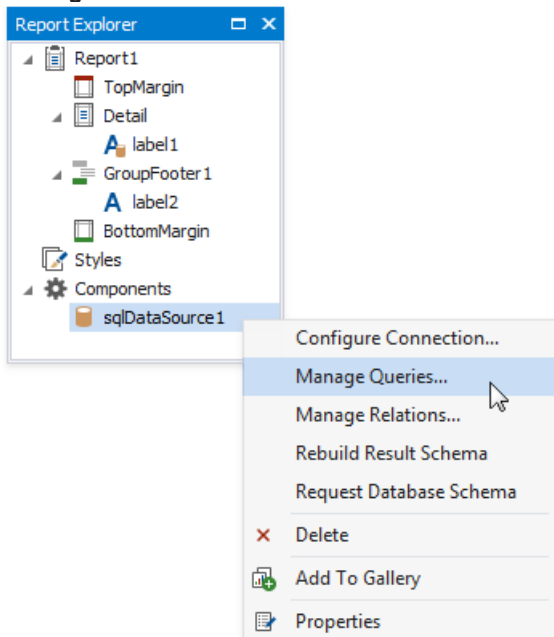 Report Explorer
Report1
TopMargin
Detail
label1
GroupFooter1
label2
BottomMargin
Styles
Components
sqlDataSource1
Configure Connection...
Manage Queries...
Manage Relations...
Rebuild Result Schema
Request Database Schema
Delete
Add To Gallery
Properties